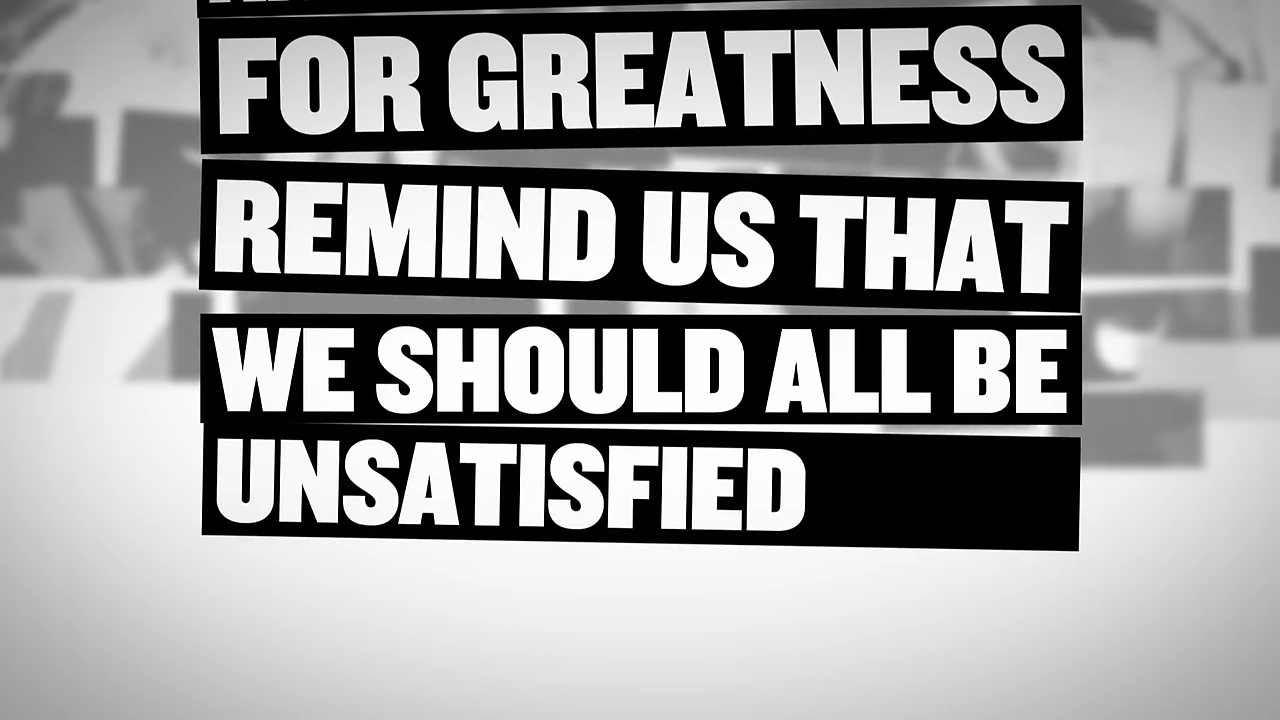 FOR GREATNESS
REMIND US THAT
WE SHOULD ALL BE
UNSATISFIED